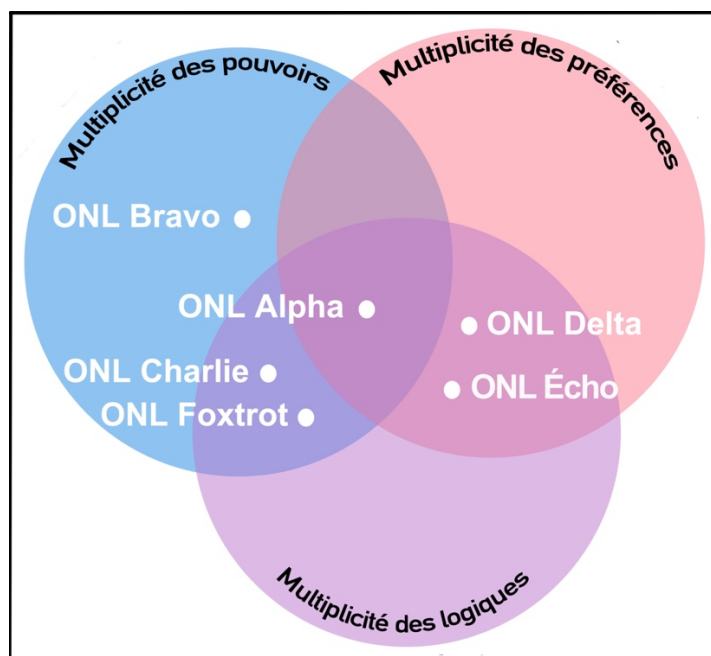 Multiplicité des pouvoirs
Multiplicité des préférences
ONL Bravo
ONL Alpha
ONL Delta
ONL Charlie
ONL Écho
ONL Foxtrot
Multiplicité des logiques